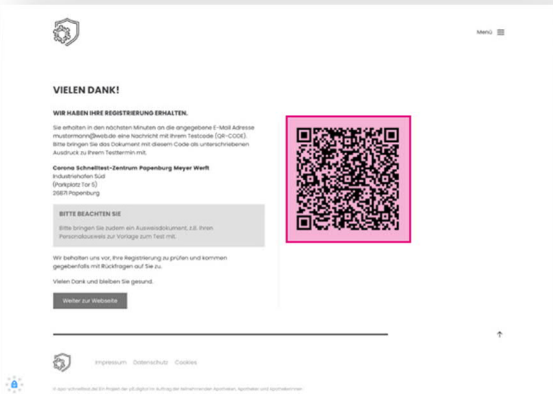 Menü
VIELEN DANK!
WIR HABEN IHRE REGISTRIERUNG ERHALTEN.
Sie erhalten in den nächsten Minuten an die angegebene E-Mail Adresse
mustermann@web.de eine Nachricht mit Ihrem Testcode (QR-CODE).
Bitte bringen Sie das Dokument mit diesem Code als unterschriebenen
Ausdruck zu Ihrem Testtermin mit.
Corona Schnelltest-Zentrum Papenburg Meyer Werft
Industriehafen Süd
(Parkplatz Tor 5)
26871 Papenburg
BITTE BEACHTEN SIE
Bitte bringen Sie zudem ein Ausweisdokument, z.B. Ihren
Personalausweis zur Vorlage zum Test mit.
Wir behalten uns vor, Ihre Registrierung zu prüfen und kommen
gegebenfalls mit Rückfragen auf Sie zu.
Vielen Dank und bleiben Sie gesund.
Weiter zur Webseite
Impressum Datenschutz Cookies